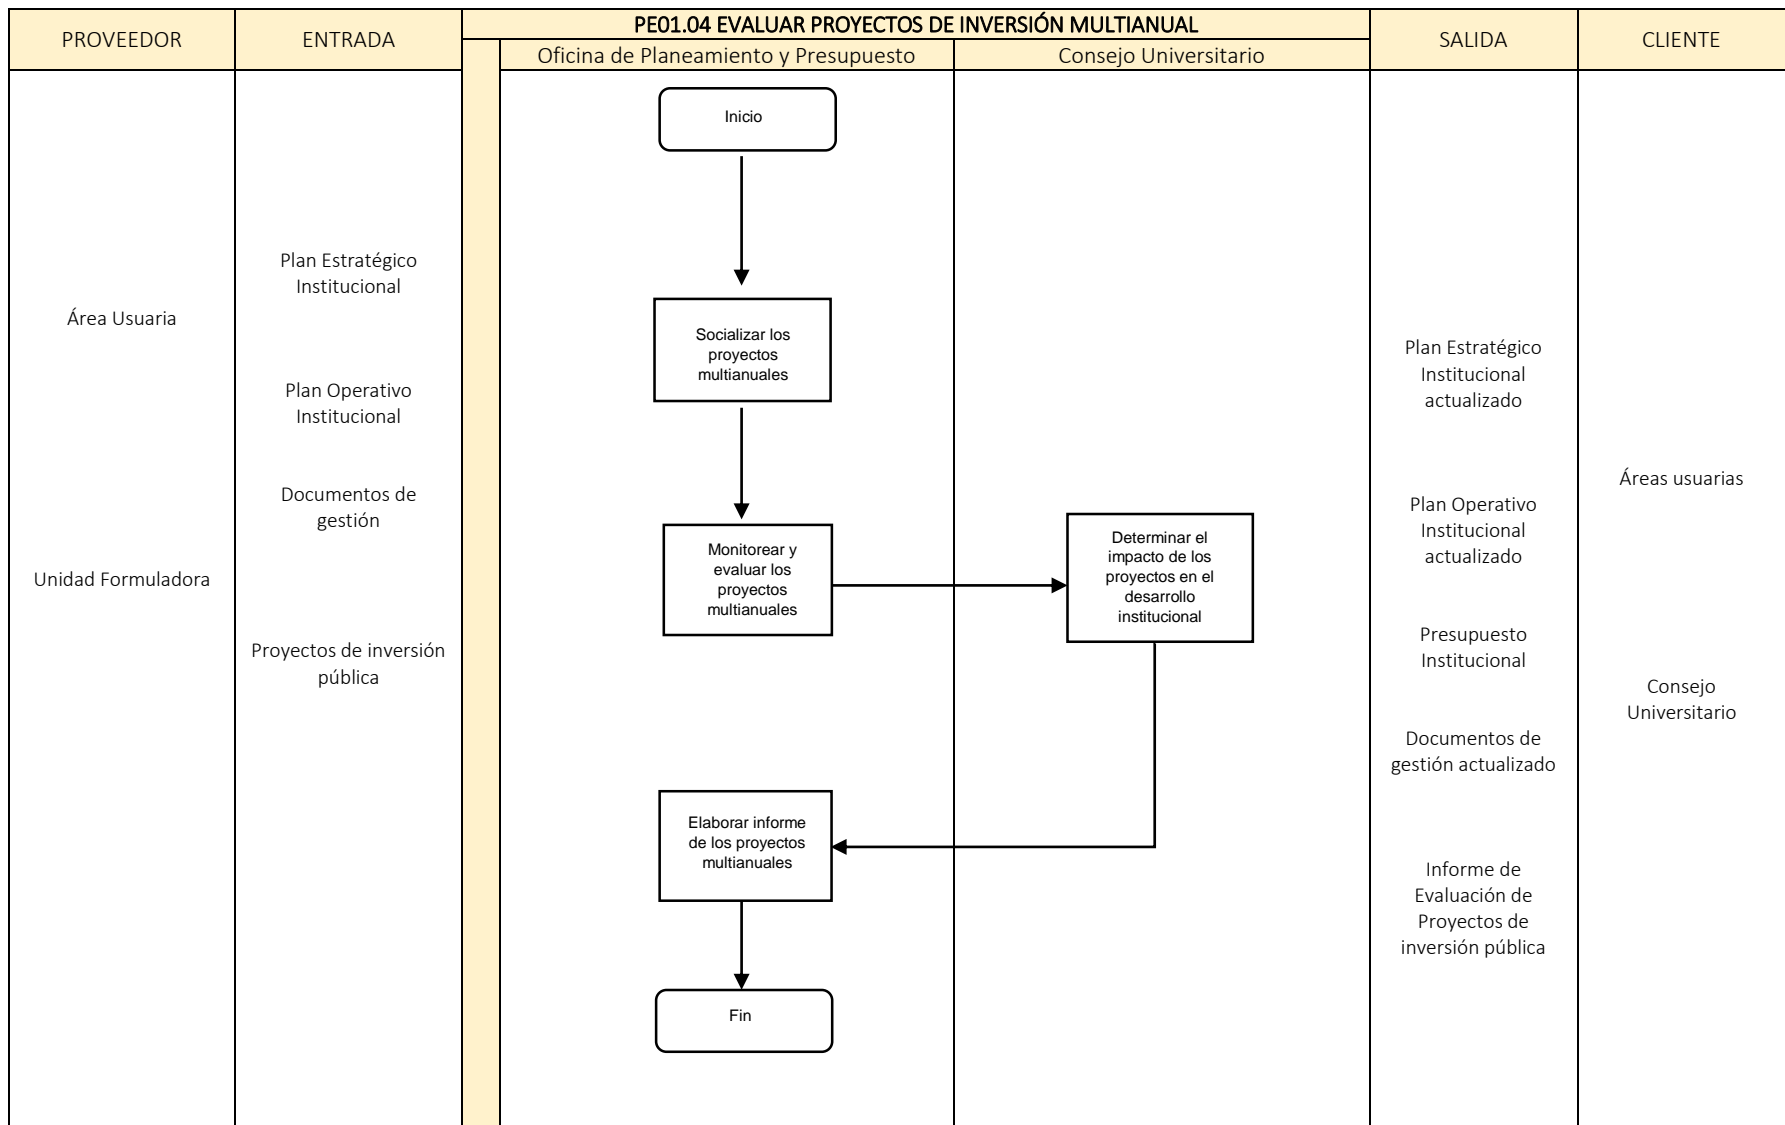 PROVEEDOR
ENTRADA
PE01.04 EVALUAR PROYECTOS DE INVERSIÓN MULTIANUAL
Oficina de Planeamiento y Presupuesto
Consejo Universitario
SALIDA
CLIENTE
Área Usuaria
Unidad Formuladora
Plan Estratégico
Institucional
Plan Operativo
Institucional
Documentos de
gestión
Proyectos de inversión
pública
Inicio
Socializar los
proyectos
multianuales
Monitorear y
evaluar los
proyectos
multianuales
Determinar el
impacto de los
proyectos en el
desarrollo
institucional
Elaborar informe
de los proyectos
multianuales
Fin
Plan Estratégico
Institucional
actualizado
Plan Operativo
Institucional
actualizado
Presupuesto
Institucional
Documentos de
gestión actualizado
Informe de
Evaluación de
Proyectos de
inversión pública
Áreas usuarias
Consejo
Universitario